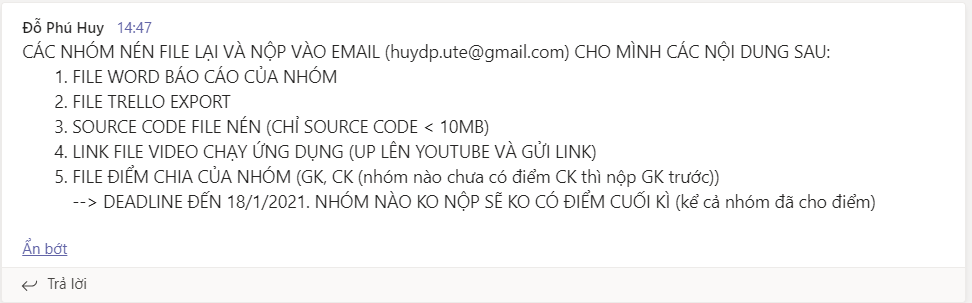 Đỗ Phú Huy 14:47
CÁC NHÓM NÉN FILE LẠI VÀ NỘP VÀO EMAIL (huydp.ute@gmail.com) CHO MÌNH CÁC NỘI DUNG SAU:
1. FILE WORD BÁO CÁO CỦA NHÓM
2. FILE TRELLO EXPORT
3. SOURCE CODE FILE NÉN (CHỈ SOURCE CODE < 10MB)
4. LINK FILE VIDEO CHẠY ỨNG DỤNG (UP LÊN YOUTUBE VÀ GỬI LINK)
5. FILE ĐIỂM CHIA CỦA NHÓM (GK, CK (nhóm nào chưa có điểm CK thì nộp GK trước))
--> DEADLINE ĐẾN 18/1/2021. NHÓM NÀO KO NỘP SẼ KO CÓ ĐIỂM CUỐI KÌ (kể cả nhóm đã cho điểm)
Ẩn bớt
Trả lời